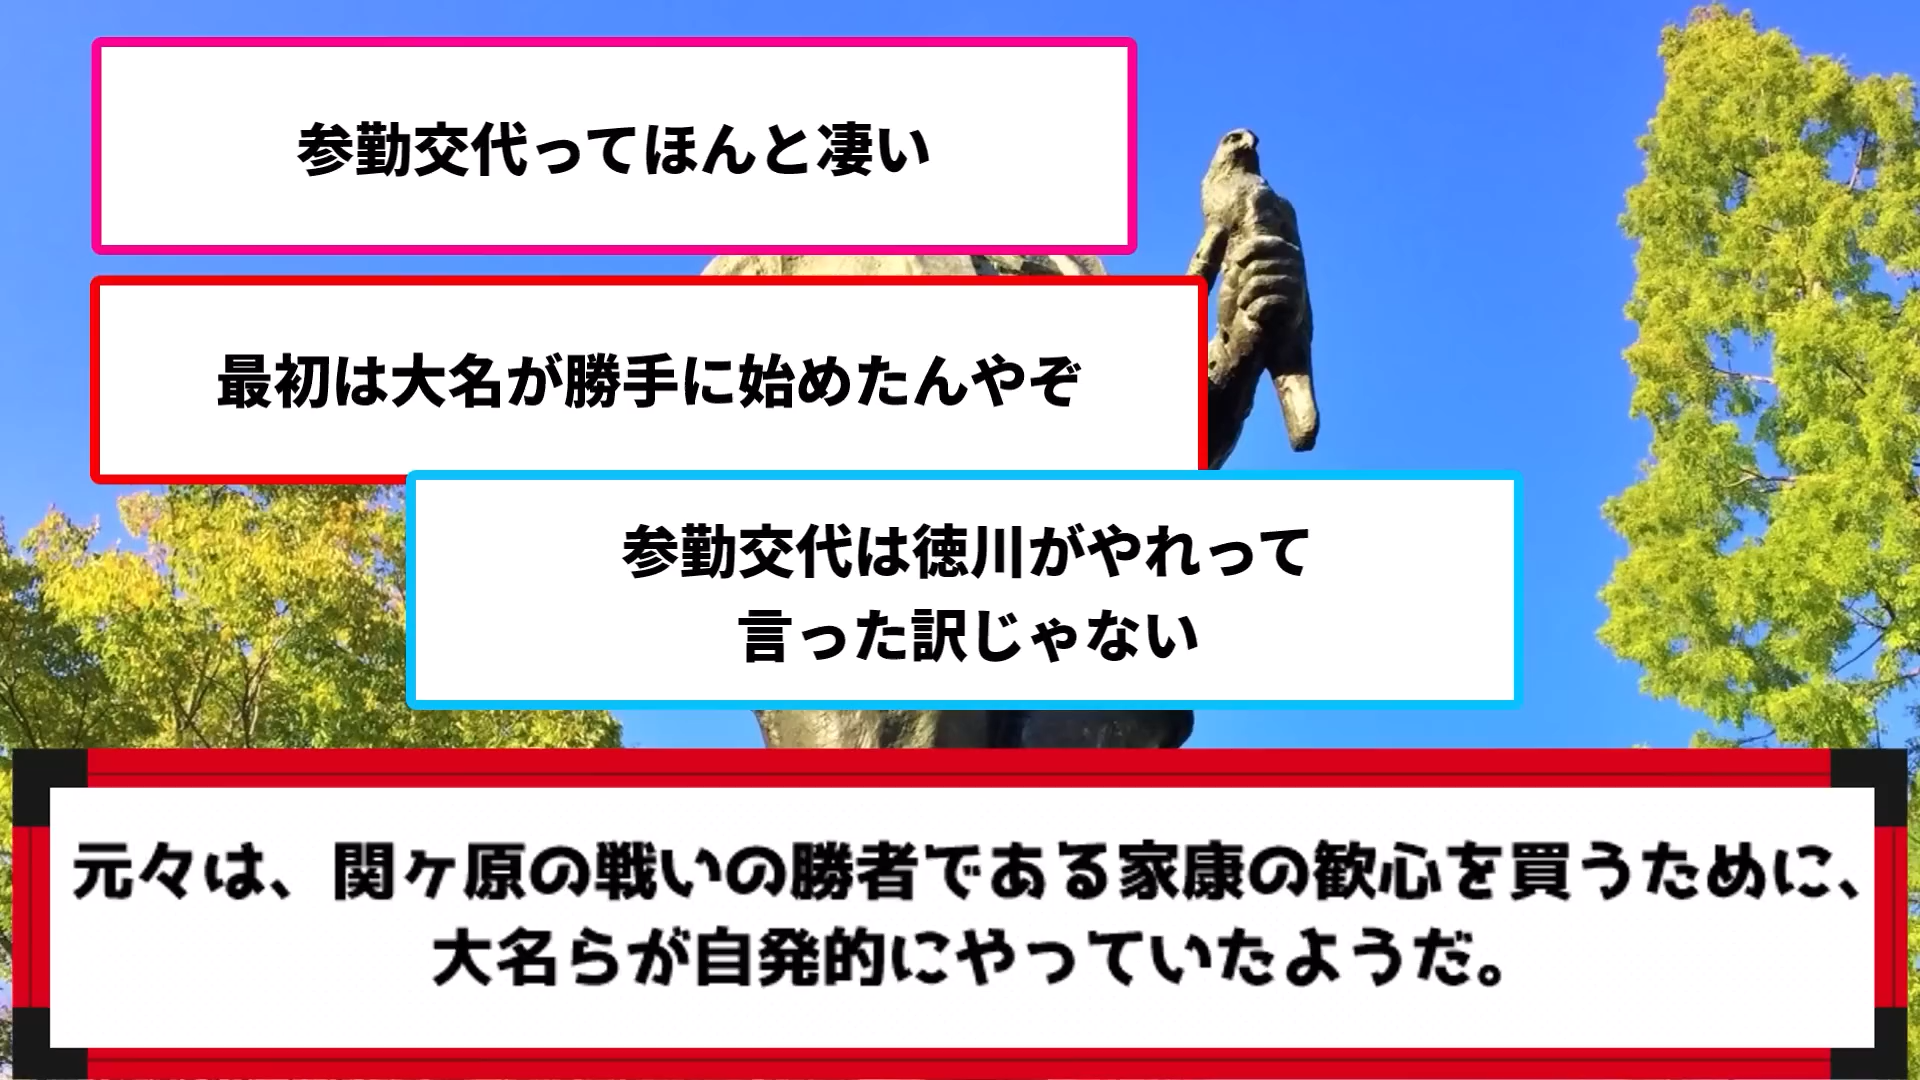 参勤交代ってほんと凄い
最初は大名が勝手に始めたんやぞ
参勤交代は徳川がやれって
言った訳じゃない
元々は、関ヶ原の戦いの勝者である家康の歓心を買うために、
大名らが自発的にやっていたようだ。